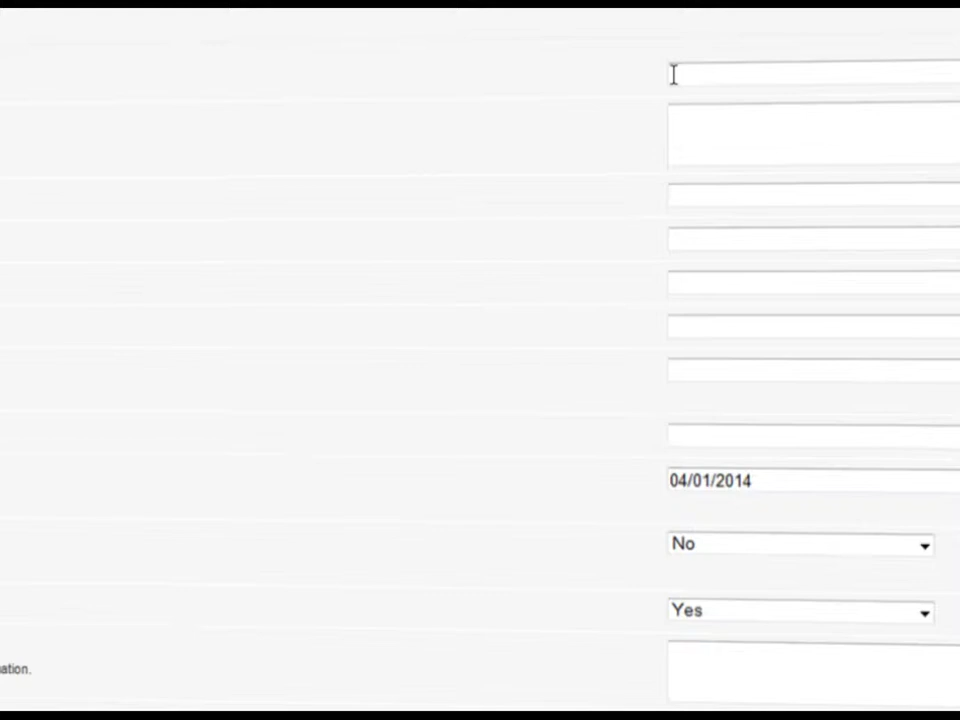 04/01/2014
No
Yes
ation.